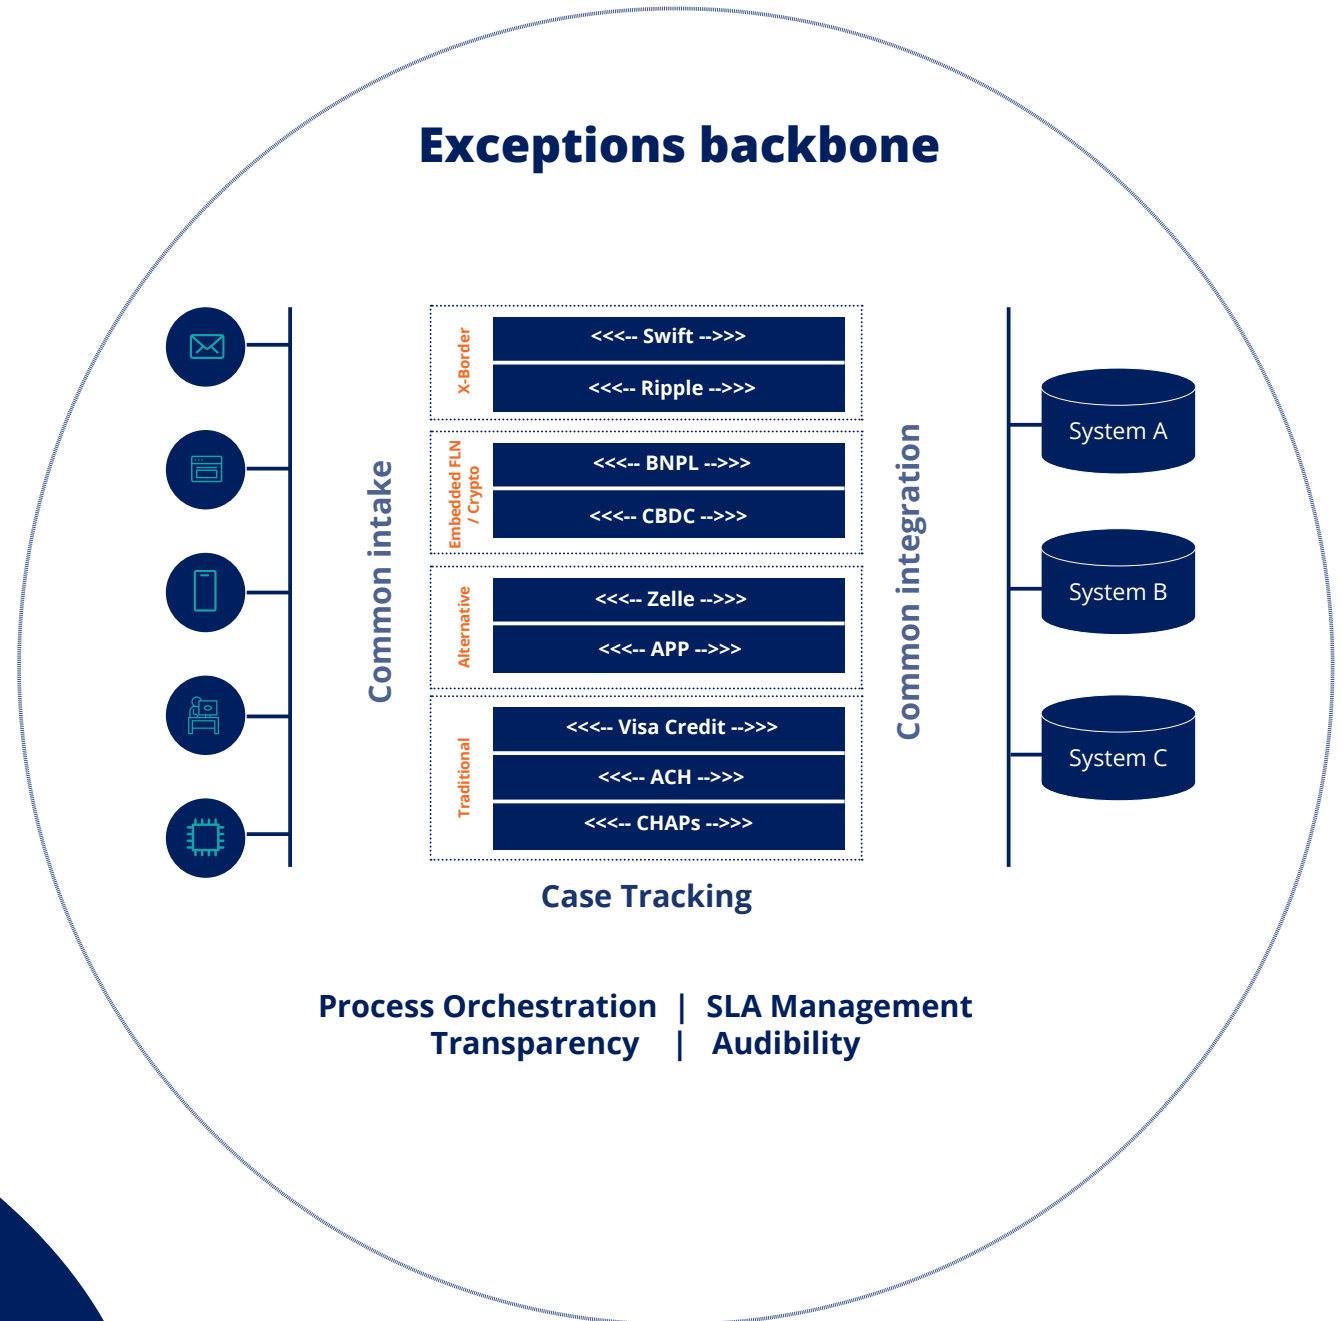 Exceptions backbone
Common intake
X-Border
<<<-- Swift -->>>
<<<-- Ripple -->>>
Embedded FLN
/ Crypto
<<<-- BNPL -->>>
<<<-- CBDC -->>>
Alternative
<<<-- Zelle -->>>
<<<-- APP -->>>
Traditional
<<<-- Visa Credit -->>>
<<<-- ACH -->>>
<<<-- CHAPs -->>>
Common integration
System A
System B
System C
Case Tracking
Process Orchestration | SLA Management
Transparency | Audibility